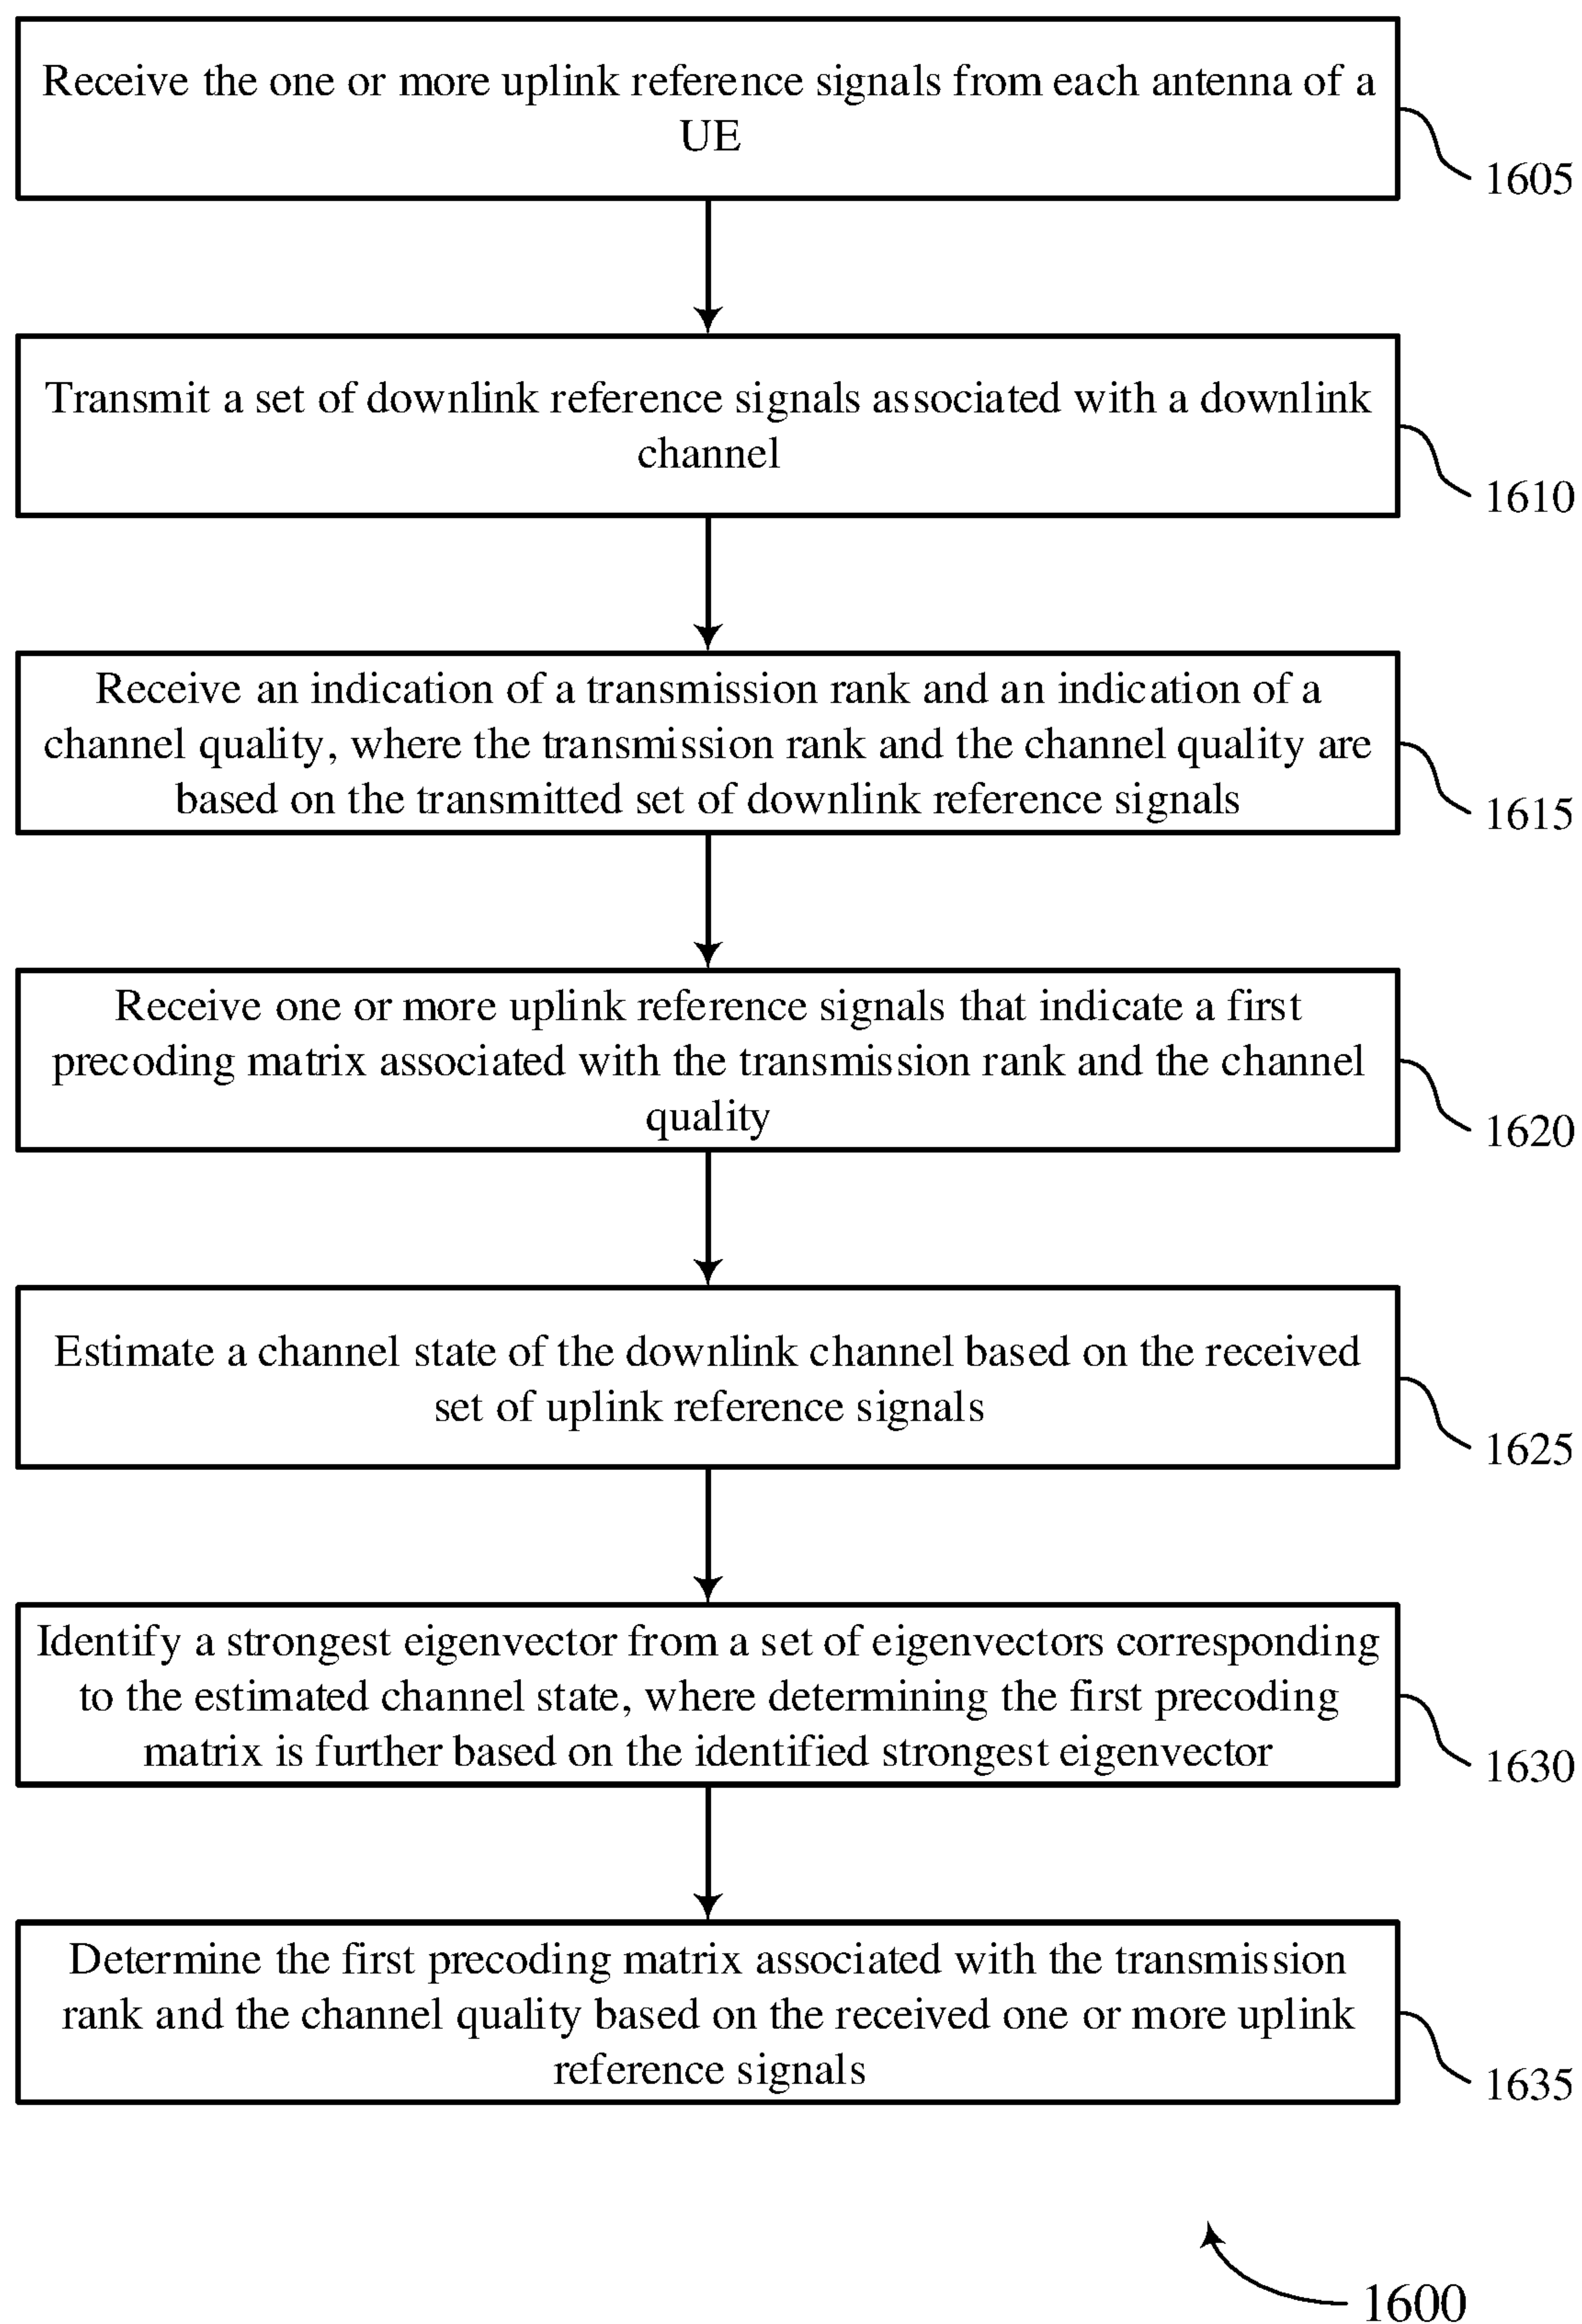 Receive the one or more uplink reference signals from each antenna of a
UE
1605
Transmit a set of downlink reference signals associated with a downlink
channel
1610
Receive an indication of a transmission rank and an indication of a
channel quality, where the transmission rank and the channel quality are
based on the transmitted set of downlink reference signals
1615
Receive one or more uplink reference signals that indicate a first
precoding matrix associated with the transmission rank and the channel
quality
1620
Estimate a channel state of the downlink channel based on the received
set of uplink reference signals
1625
Identify a strongest eigenvector from a set of eigenvectors corresponding
to the estimated channel state, where determining the first precoding
matrix is further based on the identified strongest eigenvector
1630
Determine the first precoding matrix associated with the transmission
rank and the channel quality based on the received one or more uplink
reference signals
1635
1600